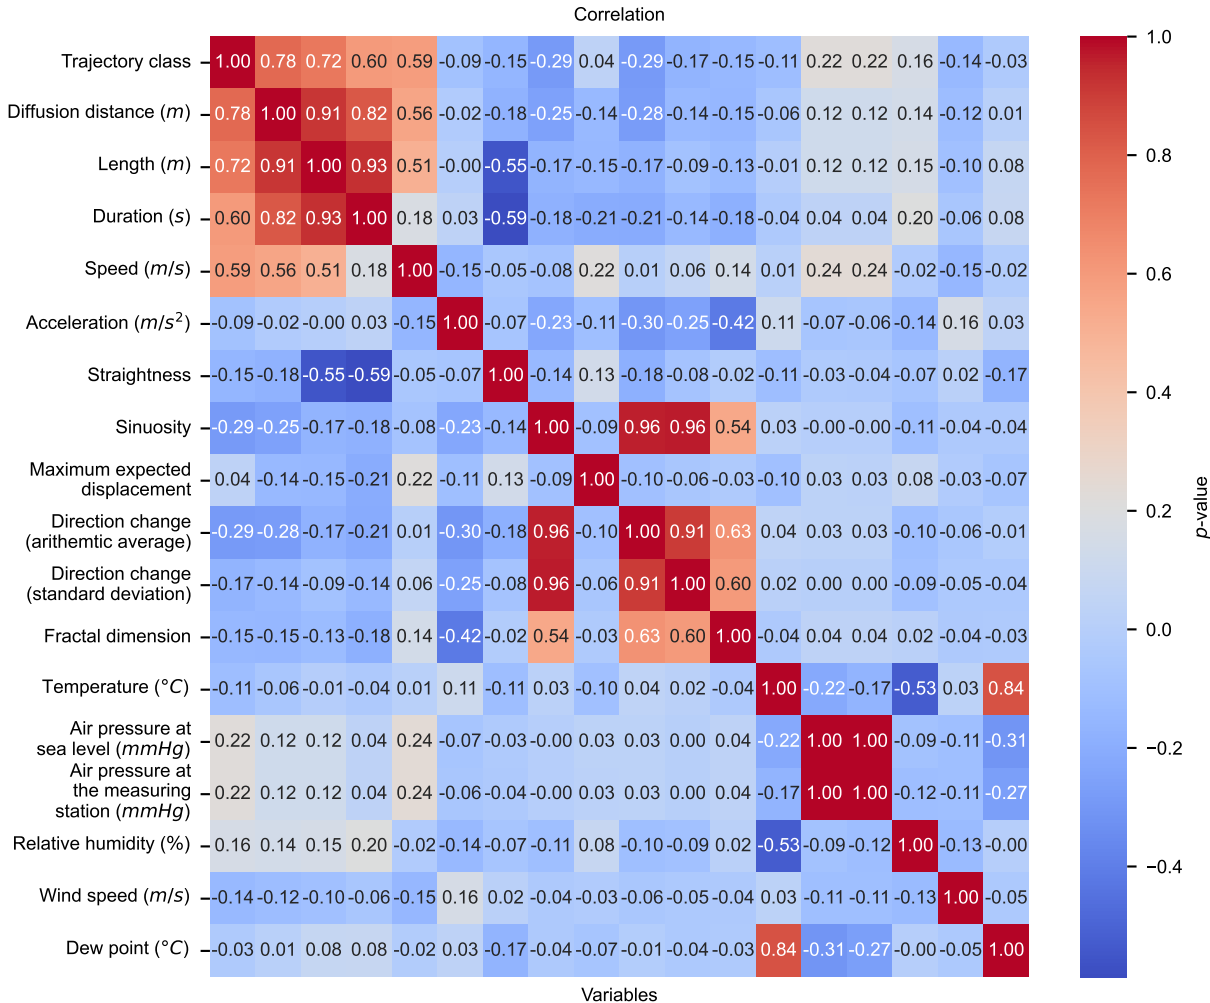 Correlation
Trajectory class 1.00 0.78 0.72 0.60 0.59 -0.09 -0.15 -0.29 0.04 -0.29 -0.17 -0.15 -0.11 0.22 0.22 0.16 -0.14 -0.03
Diffusion distance (m) 0.78 1.00 0.91 0.82 0.56 -0.02 -0.18 -0.25 -0.14 -0.28 -0.14 -0.15 -0.06 0.12 0.12 0.14 -0.12 0.01
Length (m) 0.72 0.91 1.00 0.93 0.51 -0.00 -0.55 -0.17 -0.15 -0.17 -0.09 -0.13 -0.01 0.12 0.12 0.15 -0.10 0.08
Duration (s) 0.60 0.82 0.93 1.00 0.18 0.03 -0.59 -0.18 -0.21 -0.21 -0.14 -0.18 -0.04 0.04 0.04 0.20 -0.06 0.08
Speed (m/s) 0.59 0.56 0.51 0.18 1.00 -0.15 -0.05 -0.08 0.22 0.01 0.06 0.14 0.01 0.24 0.24 -0.02 -0.15 -0.02
Acceleration (m/s²) -0.09 -0.02 -0.00 0.03 -0.15 1.00 -0.07 -0.23 -0.11 -0.30 -0.25 -0.42 0.11 -0.07 -0.06 -0.14 0.16 0.03
Straightness -0.15 -0.18 -0.55 -0.59 -0.05 -0.07 1.00 -0.14 0.13 -0.18 -0.08 -0.02 -0.11 -0.03 -0.04 -0.07 0.02 -0.17
Sinuosity -0.29 -0.25 -0.17 -0.18 -0.08 -0.23 -0.14 1.00 -0.09 0.96 0.96 0.54 0.03 -0.00 -0.00 -0.11 -0.04 -0.04
Maximum expected
displacement 0.04 -0.14 -0.15 -0.21 0.22 -0.11 0.13 -0.09 1.00 -0.10 -0.06 -0.03 -0.10 0.03 0.03 0.08 -0.03 -0.07
Direction change
(arithemtic average) -0.29 -0.28 -0.17 -0.21 0.01 -0.30 -0.18 0.96 -0.10 1.00 0.91 0.63 0.04 0.03 0.03 -0.10 -0.06 -0.01
Direction change
(standard deviation) -0.17 -0.14 -0.09 -0.14 0.06 -0.25 -0.08 0.96 -0.06 0.91 1.00 0.60 0.02 0.00 0.00 -0.09 -0.05 -0.04
Fractal dimension -0.15 -0.15 -0.13 -0.18 0.14 -0.42 -0.02 0.54 -0.03 0.63 0.60 1.00 -0.04 0.04 0.04 0.02 -0.04 -0.03
Temperature (°C) -0.11 -0.06 -0.01 -0.04 0.01 0.11 -0.11 0.03 -0.10 0.04 0.02 -0.04 1.00 -0.22 -0.17 -0.53 0.03 0.84
Air pressure at
sea level (mmHg) 0.22 0.12 0.12 0.04 0.24 -0.07 -0.03 -0.00 0.03 0.03 0.00 0.04 -0.22 1.00 1.00 -0.09 -0.11 -0.31
Air pressure at
the measuring
station (mmHg) 0.22 0.12 0.12 0.04 0.24 -0.06 -0.04 -0.00 0.03 0.03 0.00 0.04 -0.17 1.00 1.00 -0.12 -0.11 -0.27
Relative humidity (%) 0.16 0.14 0.15 0.20 -0.02 -0.14 -0.07 -0.11 0.08 -0.10 -0.09 0.02 -0.53 -0.09 -0.12 1.00 -0.13 -0.00
Wind speed (m/s) -0.14 -0.12 -0.10 -0.06 -0.15 0.16 0.02 -0.04 -0.03 -0.06 -0.05 -0.04 0.03 -0.11 -0.11 -0.13 1.00 -0.05
Dew point (°C) -0.03 0.01 0.08 0.08 -0.02 0.03 -0.17 -0.04 -0.07 -0.01 -0.04 -0.03 0.84 -0.31 -0.27 -0.00 -0.05 1.00
Variables
1.0
0.8
0.6
0.4
0.2
0.0
−0.2
−0.4
p-value